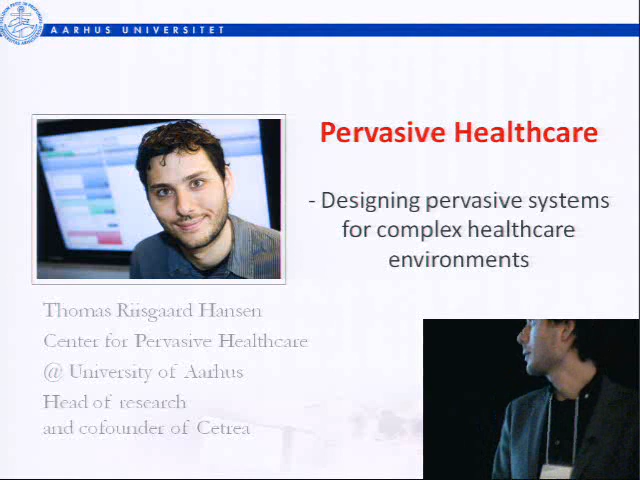 AARHUS UNIVERSITET
Pervasive Healthcare
- Designing pervasive systems
for complex healthcare
environments
Thomas Riisgaard Hansen
Center for Pervasive Healthcare
@ University of Aarhus
Head of research
and cofounder of Cetrea